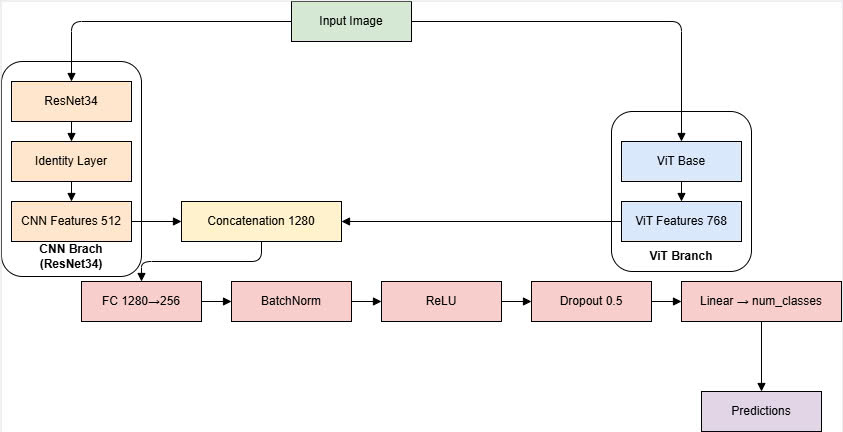 Input Image
ResNet34
Identity Layer
CNN Features 512
CNN Brach
(ResNet34)
ViT Base
ViT Features 768
ViT Branch
Concatenation 1280
FC 1280→256
BatchNorm
ReLU
Dropout 0.5
Linear → num_classes
Predictions